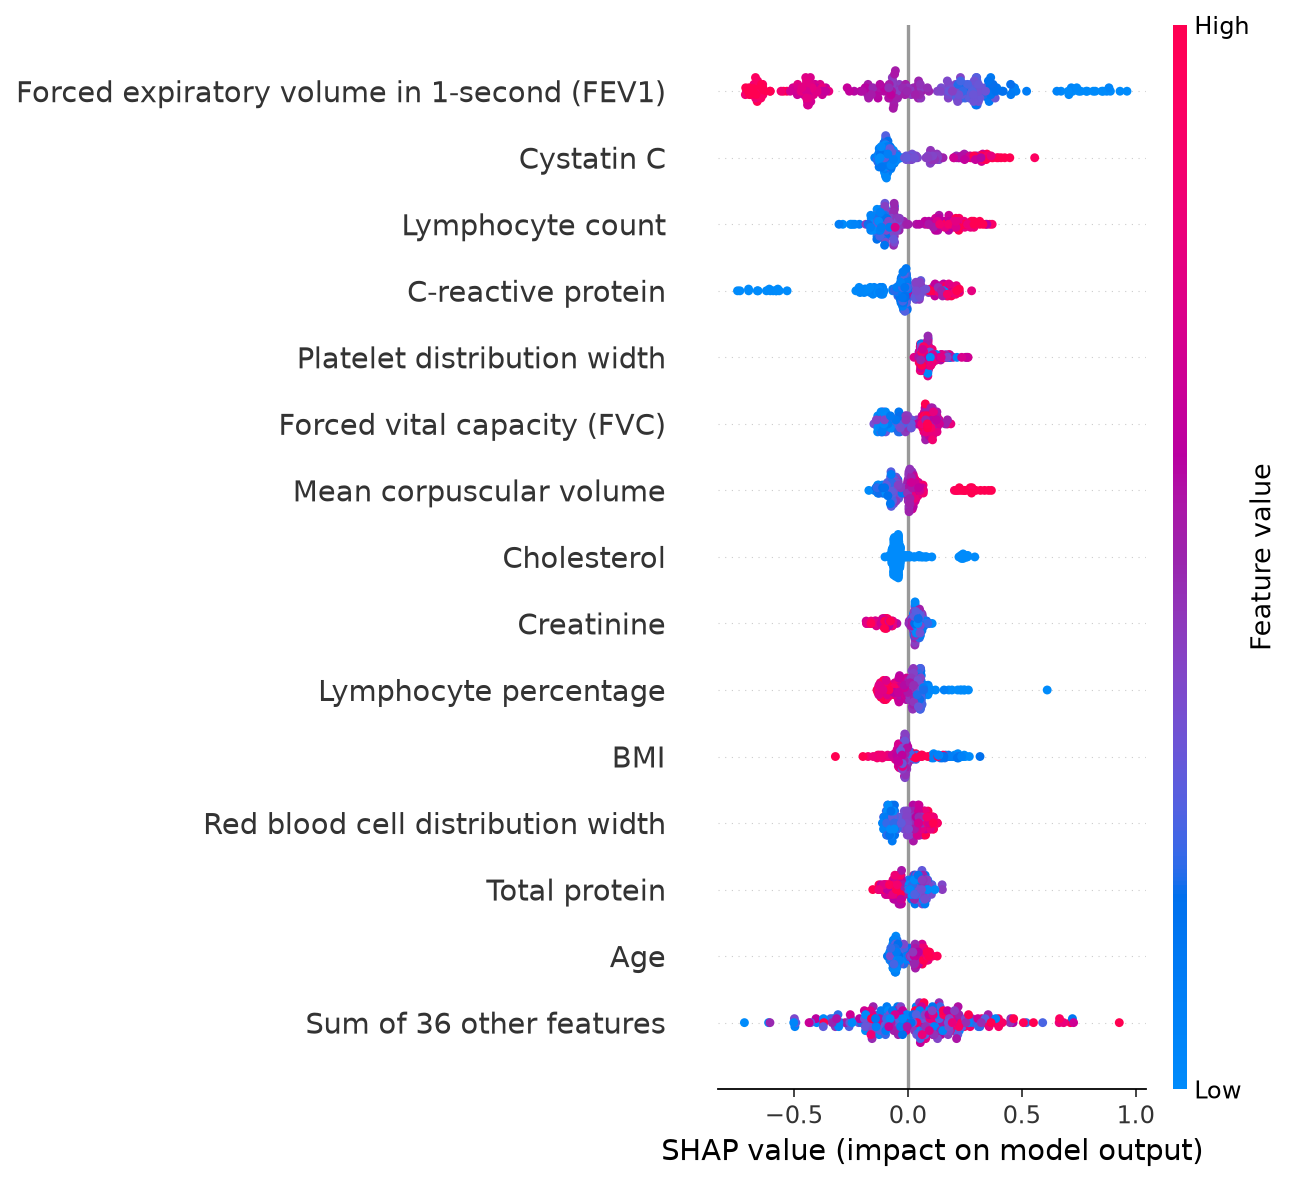 High
Forced expiratory volume in 1-second (FEV1)
Cystatin C
Lymphocyte count
C-reactive protein
Platelet distribution width
Forced vital capacity (FVC)
Mean corpuscular volume
Cholesterol
Creatinine
Lymphocyte percentage
BMI
Red blood cell distribution width
Total protein
Age
Sum of 36 other features
Feature value
Low
−0.5 0.0 0.5 1.0
SHAP value (impact on model output)